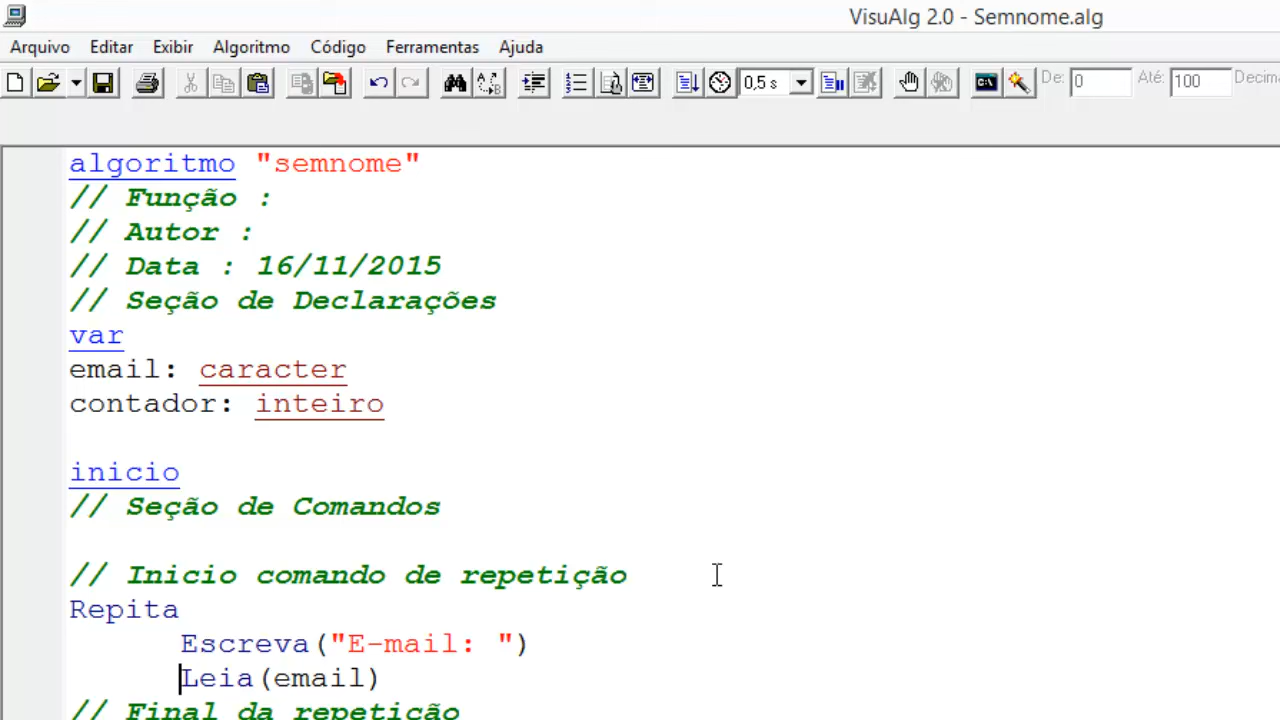 VisuAlg 2.0 - Semnome.alg
Arquivo Editar Exibir Algoritmo Código Ferramentas Ajuda
0,5 s De: 0 Até: 100 Decim
algoritmo "semnome"
// Função :
// Autor :
// Data : 16/11/2015
// Seção de Declarações
var
email: caracter
contador: inteiro
inicio
// Seção de Comandos
// Inicio comando de repetição
Repita
Escreva("E-mail: ")
Leia(email)
// Final da repetição